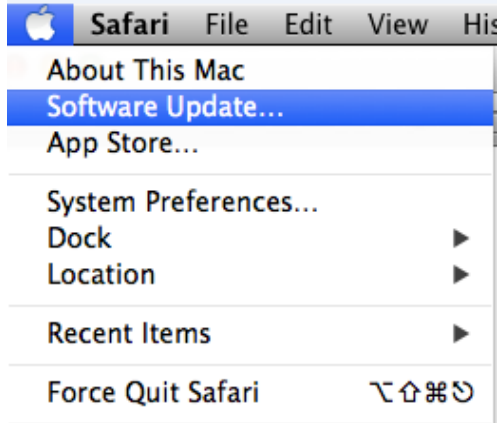 Safari File Edit View His
About This Mac
Software Update...
App Store...
System Preferences...
Dock
Location
Recent Items
Force Quit Safari ⌥⇧⌘⎋